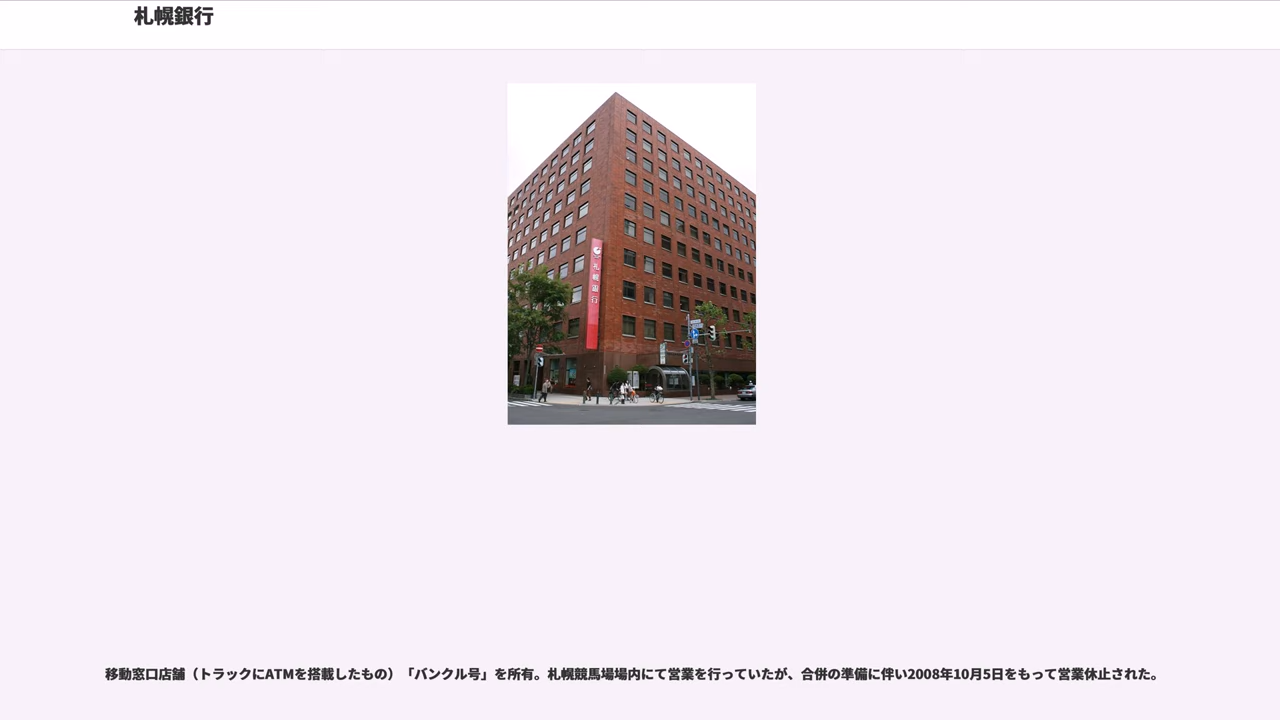 札幌銀行
札幌銀行
移動窓口店舗（トラックにATMを搭載したもの）「バンクル号」を所有。札幌競馬場場内にて営業を行っていたが、合併の準備に伴い2008年10月5日をもって営業休止された。